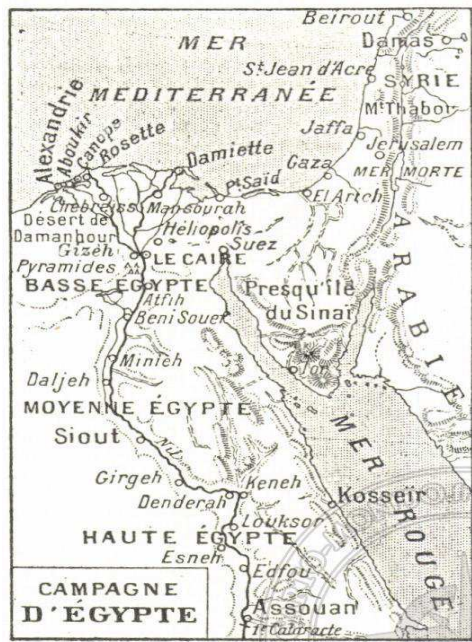 Beirout
MER
Damas
St Jean d'Acre
SYRIE
MEDITERRANÉE
Mt Thabor
Alexandrie
Aboukir
Canope
Rosette
Jaffa
Jerusalem
Damiette
Gaza
MER MORTE
Pt Said
El Arich
Chebreiss
Mansourah
Désert de
Damanhour
Héliopolis
Suez
Gizeh
LE CAIRE
Pyramides
BASSE EGYPTE
Presqu'île
du Sinaï
ARABIE
Atfih
Beni Souef
Tor
Minieh
Daljeh
MOYENNE ÉGYPTE
MER ROUGE
Siout
Nil
Girgeh
Keneh
Denderah
Kosseïr
Louksor
HAUTE ÉGYPTE
Esneh
Edfou
CAMPAGNE
D'ÉGYPTE
Assouan
1e Cataracte